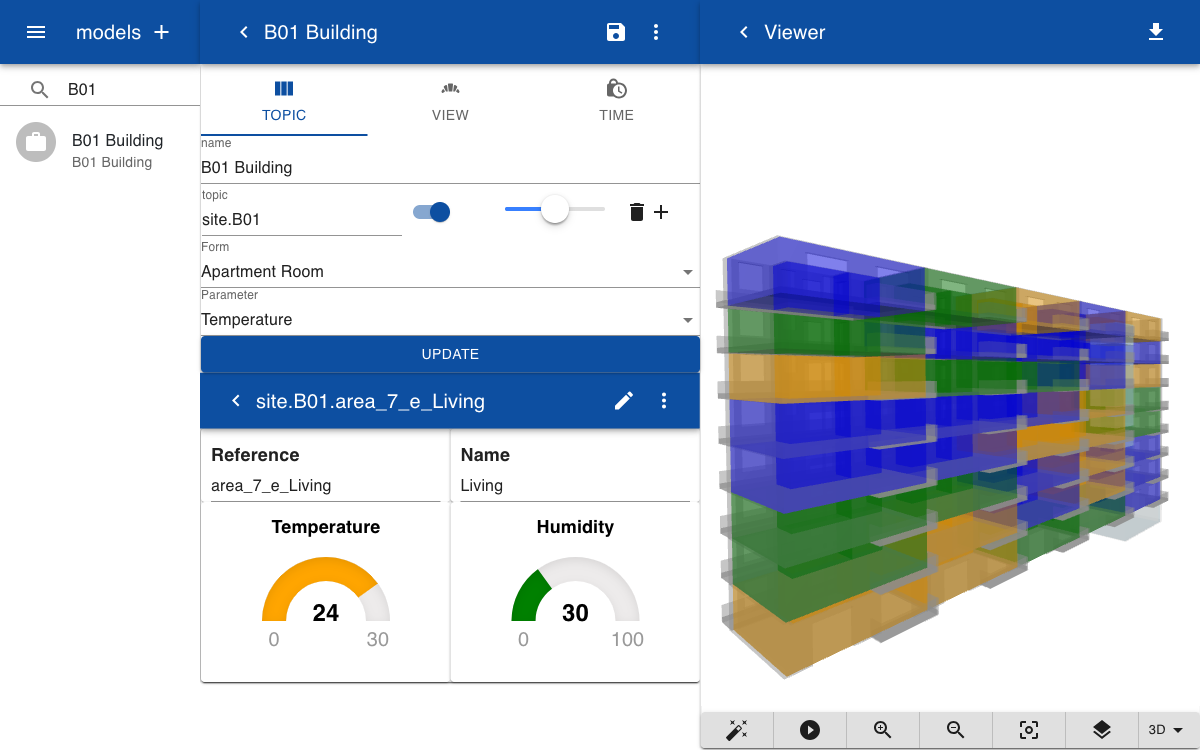 models
B01 Building
Viewer
B01
B01 Building
B01 Building
TOPIC
VIEW
TIME
name
B01 Building
topic
site.B01
Form
Apartment Room
Parameter
Temperature
UPDATE
site.B01.area_7_e_Living
Reference
area_7_e_Living
Name
Living
Temperature
24
0
30
Humidity
30
0
100
3D